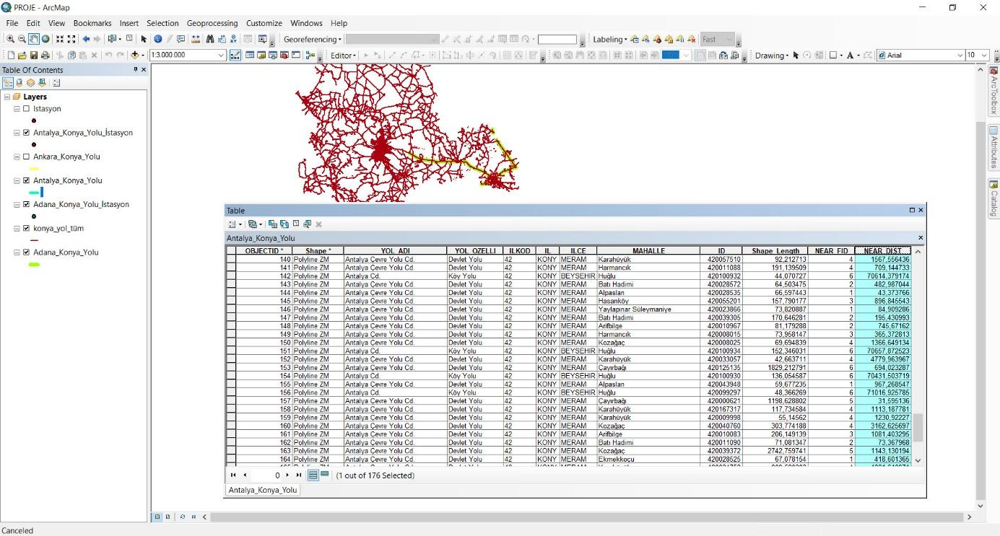 PROJE - ArcMap
File Edit View Bookmarks Insert Selection Geoprocessing Customize Windows Help
Georeferencing Labeling Fast
1:3.000.000 Editor Drawing A Arial 10
Table Of Contents
Layers
İstasyon
Antalya_Konya_Yolu_İstasyon
Ankara_Konya_Yolu
Antalya_Konya_Yolu
Adana_Konya_Yolu_İstasyon
konya_yol_tüm
Adana_Konya_Yolu
ArcToolbox
Attributes
Catalog
Table
Antalya_Konya_Yolu
OBJECTID * Shape * YOL_ADI YOL_OZELLI ILKOD IL ILCE MAHALLE ID Shape_Length NEAR_FID NEAR_DIST
140 Polyline ZM Antalya Çevre Yolu Cd. Devlet Yolu 42 KONY MERAM Karahüyük 420057510 92,212713 4 1567,556436
141 Polyline ZM Antalya Çevre Yolu Cd. Devlet Yolu 42 KONY MERAM Harmancık 420011088 191,139509 4 709,144733
142 Polyline ZM Antalya Cd. Köy Yolu 42 KONY BEYSEHIR Huğlu 420100932 44,070727 6 70614,379174
143 Polyline ZM Antalya Çevre Yolu Cd. Devlet Yolu 42 KONY MERAM Batı Hadimi 420028572 64,503475 2 482,987044
144 Polyline ZM Antalya Çevre Yolu Cd. Devlet Yolu 42 KONY MERAM Alpaslan 420028535 66,597443 1 43,373766
145 Polyline ZM Antalya Çevre Yolu Cd. Devlet Yolu 42 KONY MERAM Hasanköy 420055201 157,790177 3 896,845543
146 Polyline ZM Antalya Çevre Yolu Cd. Devlet Yolu 42 KONY MERAM Yaylapınar Süleymaniye 420023866 73,820887 1 84,909286
147 Polyline ZM Antalya Çevre Yolu Cd. Devlet Yolu 42 KONY MERAM Batı Hadimi 420039305 170,646281 2 195,430993
148 Polyline ZM Antalya Çevre Yolu Cd. Devlet Yolu 42 KONY MERAM Arifbilge 420010967 81,179288 2 745,67162
149 Polyline ZM Antalya Çevre Yolu Cd. Devlet Yolu 42 KONY MERAM Harmancık 420008015 73,958147 3 365,372813
150 Polyline ZM Antalya Çevre Yolu Cd. Devlet Yolu 42 KONY MERAM Kozağaç 420008025 69,694839 4 1366,649134
151 Polyline ZM Antalya Cd. Köy Yolu 42 KONY BEYSEHIR Huğlu 420100934 152,346031 6 70657,872523
152 Polyline ZM Antalya Çevre Yolu Cd. Devlet Yolu 42 KONY MERAM Karahüyük 420033057 42,663711 4 4779,963967
153 Polyline ZM Antalya Çevre Yolu Cd. Devlet Yolu 42 KONY MERAM Çayırbağı 420125135 1829,212791 6 694,023287
154 Polyline ZM Antalya Cd. Köy Yolu 42 KONY BEYSEHIR Huğlu 420100930 136,054587 6 70431,503719
155 Polyline ZM Antalya Çevre Yolu Cd. Devlet Yolu 42 KONY MERAM Alpaslan 420043948 59,677235 1 967,268547
156 Polyline ZM Antalya Cd. Köy Yolu 42 KONY BEYSEHIR Huğlu 420099297 48,366269 6 71016,925785
157 Polyline ZM Antalya Çevre Yolu Cd. Devlet Yolu 42 KONY MERAM Çayırbağı 420000621 1198,628802 5 31,595136
158 Polyline ZM Antalya Çevre Yolu Cd. Devlet Yolu 42 KONY MERAM Karahüyük 420167317 117,734584 4 1113,187781
159 Polyline ZM Antalya Çevre Yolu Cd. Devlet Yolu 42 KONY MERAM Karahüyük 420009998 55,14562 4 1230,92227
160 Polyline ZM Antalya Çevre Yolu Cd. Devlet Yolu 42 KONY MERAM Kozağaç 420040760 303,774188 4 3162,625697
161 Polyline ZM Antalya Çevre Yolu Cd. Devlet Yolu 42 KONY MERAM Arifbilge 420010083 206,149139 3 1081,403295
162 Polyline ZM Antalya Çevre Yolu Cd. Devlet Yolu 42 KONY MERAM Batı Hadimi 420011090 71,081347 2 73,367968
163 Polyline ZM Antalya Çevre Yolu Cd. Devlet Yolu 42 KONY MERAM Kozağaç 420039372 2742,759741 5 1143,130194
164 Polyline ZM Antalya Çevre Yolu Cd. Devlet Yolu 42 KONY MERAM Ekmekkoçu 420028525 67,078154 1 418,601365
0 (1 out of 176 Selected)
Antalya_Konya_Yolu
Canceled